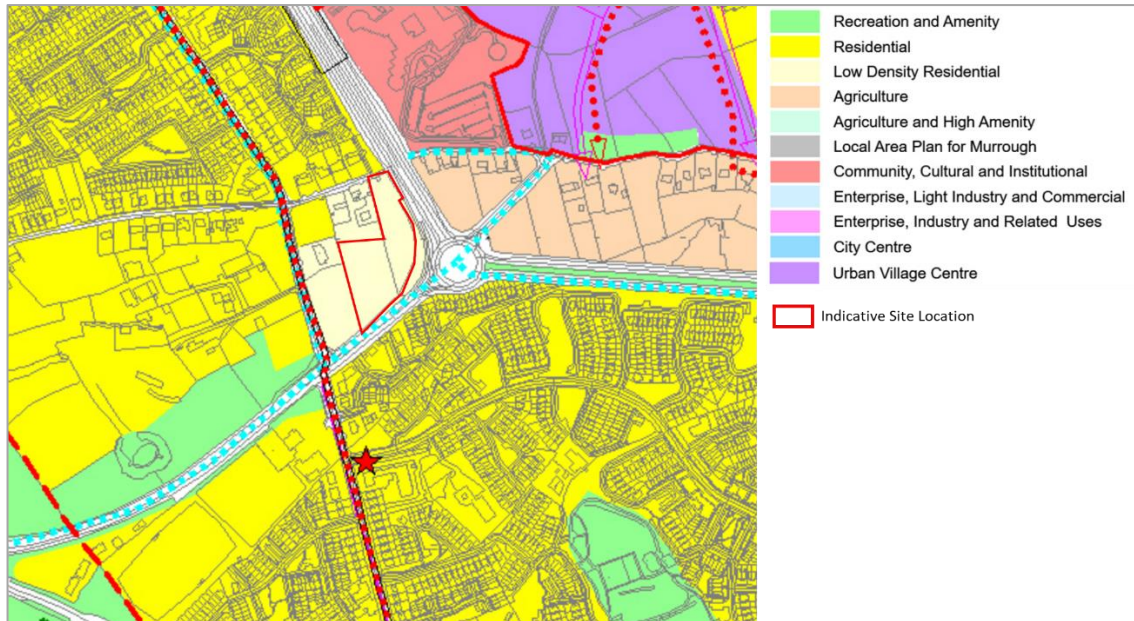 Recreation and Amenity
Residential
Low Density Residential
Agriculture
Agriculture and High Amenity
Local Area Plan for Murrough
Community, Cultural and Institutional
Enterprise, Light Industry and Commercial
Enterprise, Industry and Related Uses
City Centre
Urban Village Centre
Indicative Site Location